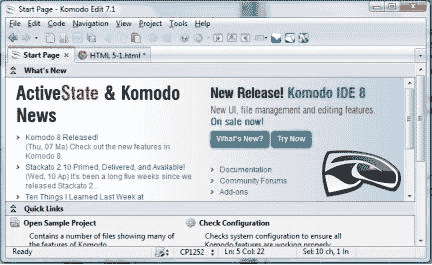 Start Page - Komodo Edit 7.1
File Edit Code Navigation View Project Tools Help
Start Page HTML 5-1.html *
What's New
ActiveState & Komodo News
New Release! Komodo IDE 8
New UI, file management and editing features.
On sale now!
What's New? Try Now
Komodo 8 Released!
(Thu, 07 Ma) Check out the new features in
Komodo 8.
Stackato 2.10 Primed, Delivered, and Available!
(Wed, 10 Ap) It's been a long five weeks since we
released Stackato 2...
Ten Things I Learned Last Week at
Documentation
Community Forums
Add-ons
Quick Links
Open Sample Project
Contains a number of files showing many
of the features of Komodo
Check Configuration
Checks system configuration to ensure all
Komodo features are working properly
Ready CP1252 Ln: 5 Col: 22 Sel: 10 ch, 1 ln